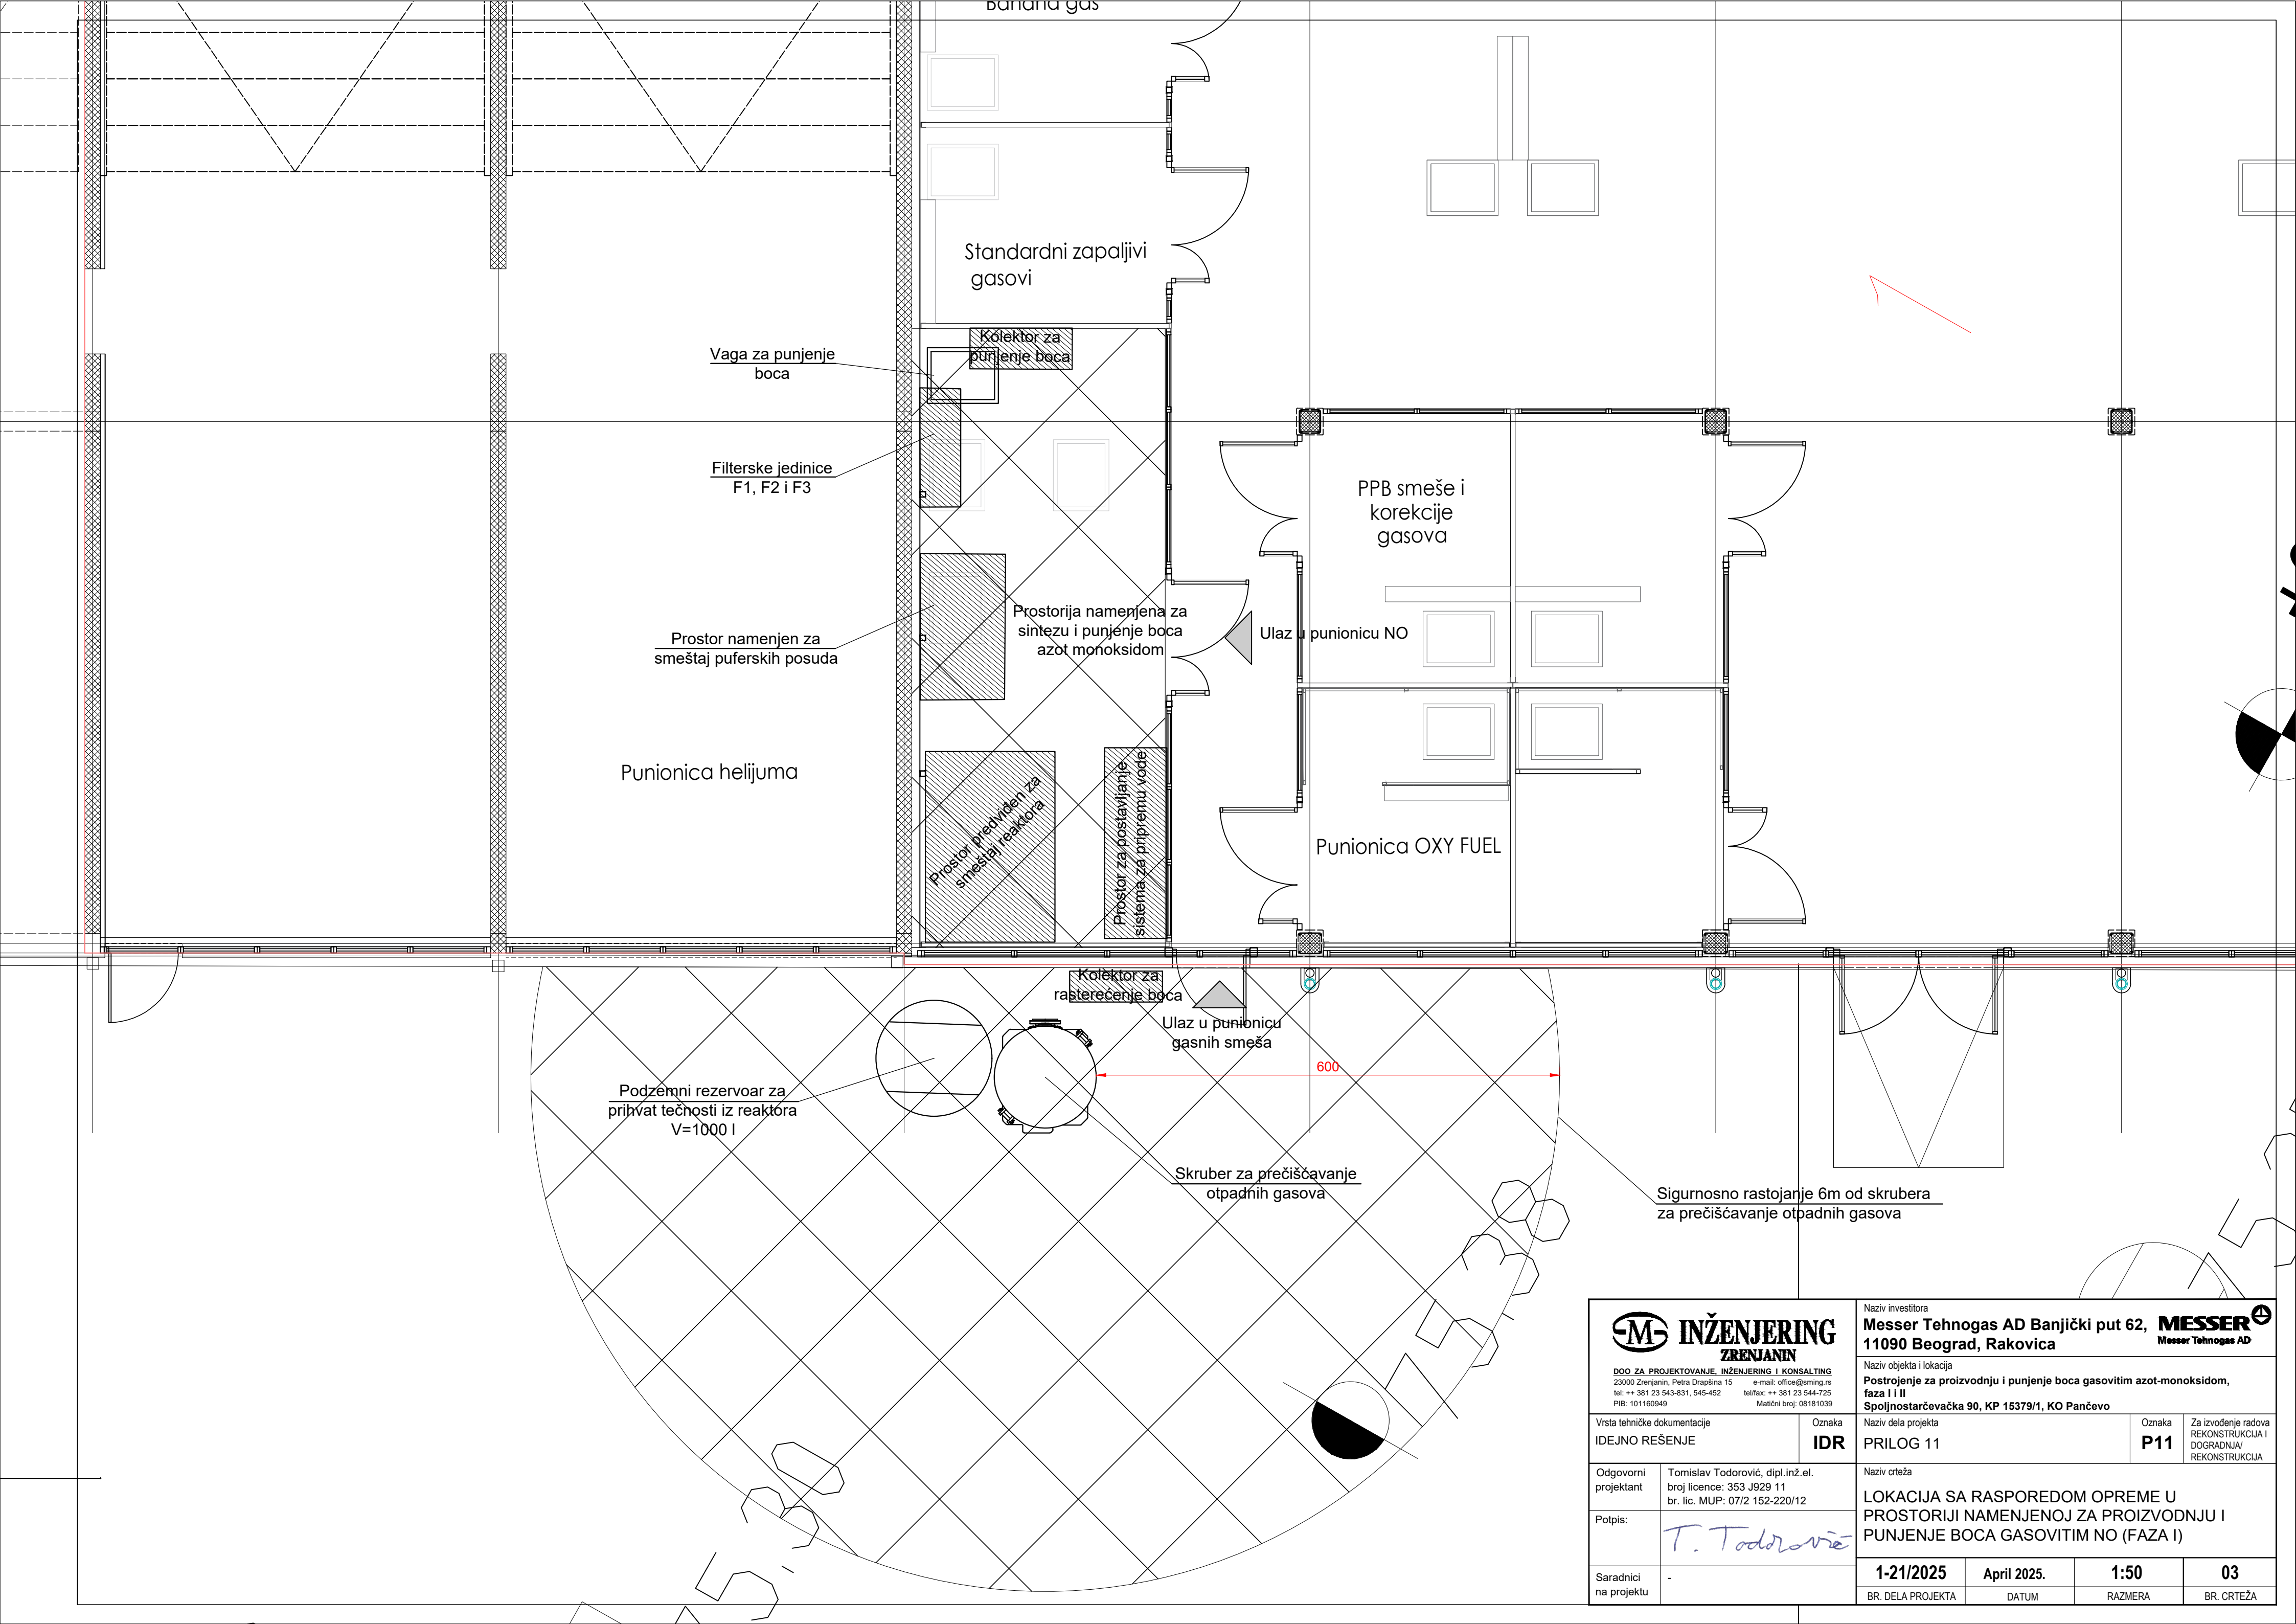 Banana gas
Standardni zapaljivi
gasovi
Kolektor za
punjenje boca
Vaga za punjenje
boca
Filterske jedinice
F1, F2 i F3
PPB smeše i
korekcije
gasova
Prostorija namenjena za
sintezu i punjenje boca
azot monoksidom
Ulaz u punionicu NO
Prostor namenjen za
smeštaj puferskih posuda
Punionica helijuma
Prostor predviđen za
smeštaj reaktora
Prostor za postavljanje
sistema za pripremu vode
Punionica OXY FUEL
Kolektor za
rasterećenje boca
Ulaz u punionicu
gasnih smeša
600
Podzemni rezervoar za
prihvat tečnosti iz reaktora
V=1000 l
Skruber za prečišćavanje
otpadnih gasova
Sigurnosno rastojanje 6m od skrubera
za prečišćavanje otpadnih gasova
SM INŽENJERING
ZRENJANIN
DOO ZA PROJEKTOVANJE, INŽENJERING I KONSALTING
23000 Zrenjanin, Petra Drapšina 15 e-mail: office@sming.rs
tel: ++ 381 23 543-831, 545-452 tel/fax: ++ 381 23 544-725
PIB: 101160949 Matični broj: 08181039
Naziv investitora
Messer Tehnogas AD Banjički put 62,
11090 Beograd, Rakovica
MESSER
Messer Tehnogas AD
Naziv objekta i lokacija
Postrojenje za proizvodnju i punjenje boca gasovitim azot-monoksidom,
faza I i II
Spoljnostarčevačka 90, KP 15379/1, KO Pančevo
Vrsta tehničke dokumentacije
IDEJNO REŠENJE
Oznaka
IDR
Naziv dela projekta
PRILOG 11
Oznaka
P11
Za izvođenje radova
REKONSTRUKCIJA I
DOGRADNJA/
REKONSTRUKCIJA
Odgovorni
projektant
Tomislav Todorović, dipl.inž.el.
broj licence: 353 J929 11
br. lic. MUP: 07/2 152-220/12
Potpis:
T. Todorović
Saradnici
na projektu
-
Naziv crteža
LOKACIJA SA RASPOREDOM OPREME U
PROSTORIJI NAMENJENOJ ZA PROIZVODNJU I
PUNJENJE BOCA GASOVITIM NO (FAZA I)
1-21/2025 April 2025. 1:50 03
BR. DELA PROJEKTA DATUM RAZMERA BR. CRTEŽA